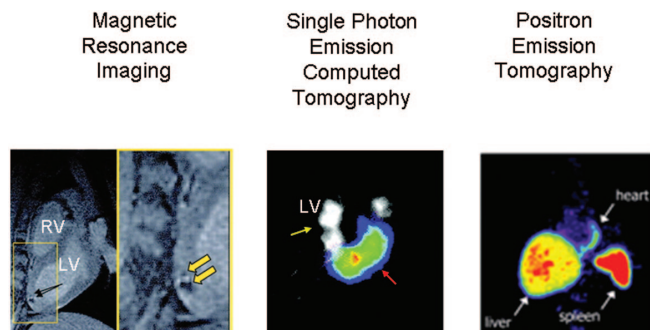 Magnetic
Resonance
Imaging
Single Photon
Emission
Computed
Tomography
Positron
Emission
Tomography
RV
LV
LV
heart
liver
spleen